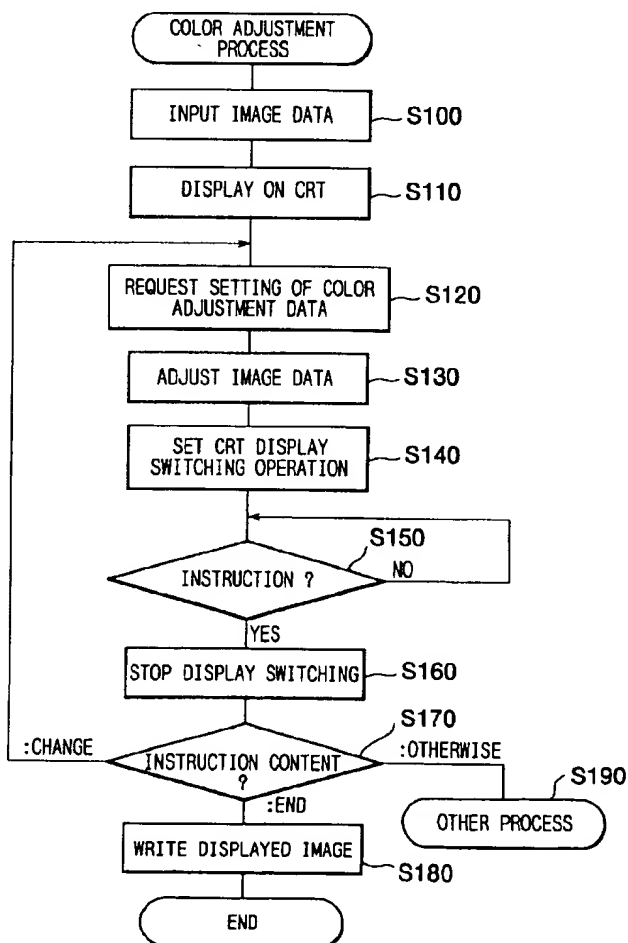 COLOR ADJUSTMENT
PROCESS
INPUT IMAGE DATA
S100
DISPLAY ON CRT
S110
REQUEST SETTING OF COLOR
ADJUSTMENT DATA
S120
ADJUST IMAGE DATA
S130
SET CRT DISPLAY
SWITCHING OPERATION
S140
S150
INSTRUCTION ?
NO
YES
STOP DISPLAY SWITCHING
S160
S170
:CHANGE
INSTRUCTION CONTENT
?
:OTHERWISE
:END
S190
OTHER PROCESS
WRITE DISPLAYED IMAGE
S180
END